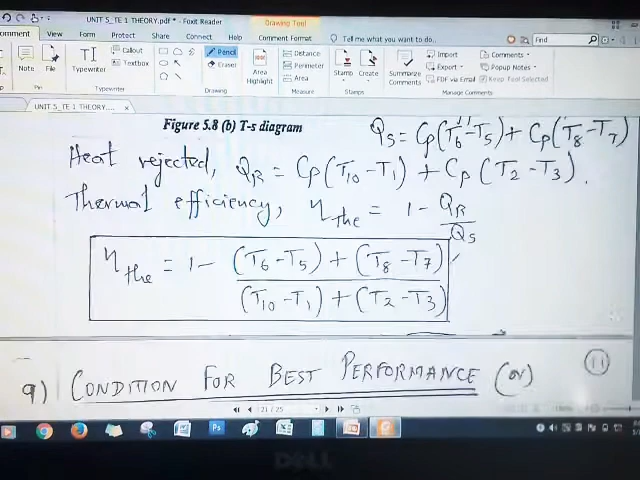 UNIT 5_TE 1 THEORY.pdf * - Foxit Reader
Drawing Tool
omment View Form Protect Share Connect Help Comment Format Tell me what you want to do.. Find
Note File Typewriter Callout Textbox Pencil Eraser Area Highlight Distance Perimeter Area Stamp Create Summarize Comments Import Export FDF via Email Comments Popup Notes Keep Tool Selected
Typewriter Drawing Measure Stamp Manage Comments
UNIT 5_TE 1 THEORY....
Figure 5.8 (b) T-s diagram
Qs = Cp(T6-T5) + Cp(T8-T7)
Heat rejected, QR = Cp(T10-T1) + Cp(T2-T3).
Thermal efficiency, ηthe = 1 - QR/Qs
ηthe = 1 - (T6-T5)+(T8-T7)/(T10-T1)+(T2-T3)
11
9) CONDITION FOR BEST PERFORMANCE (or)
21 / 25
DELL